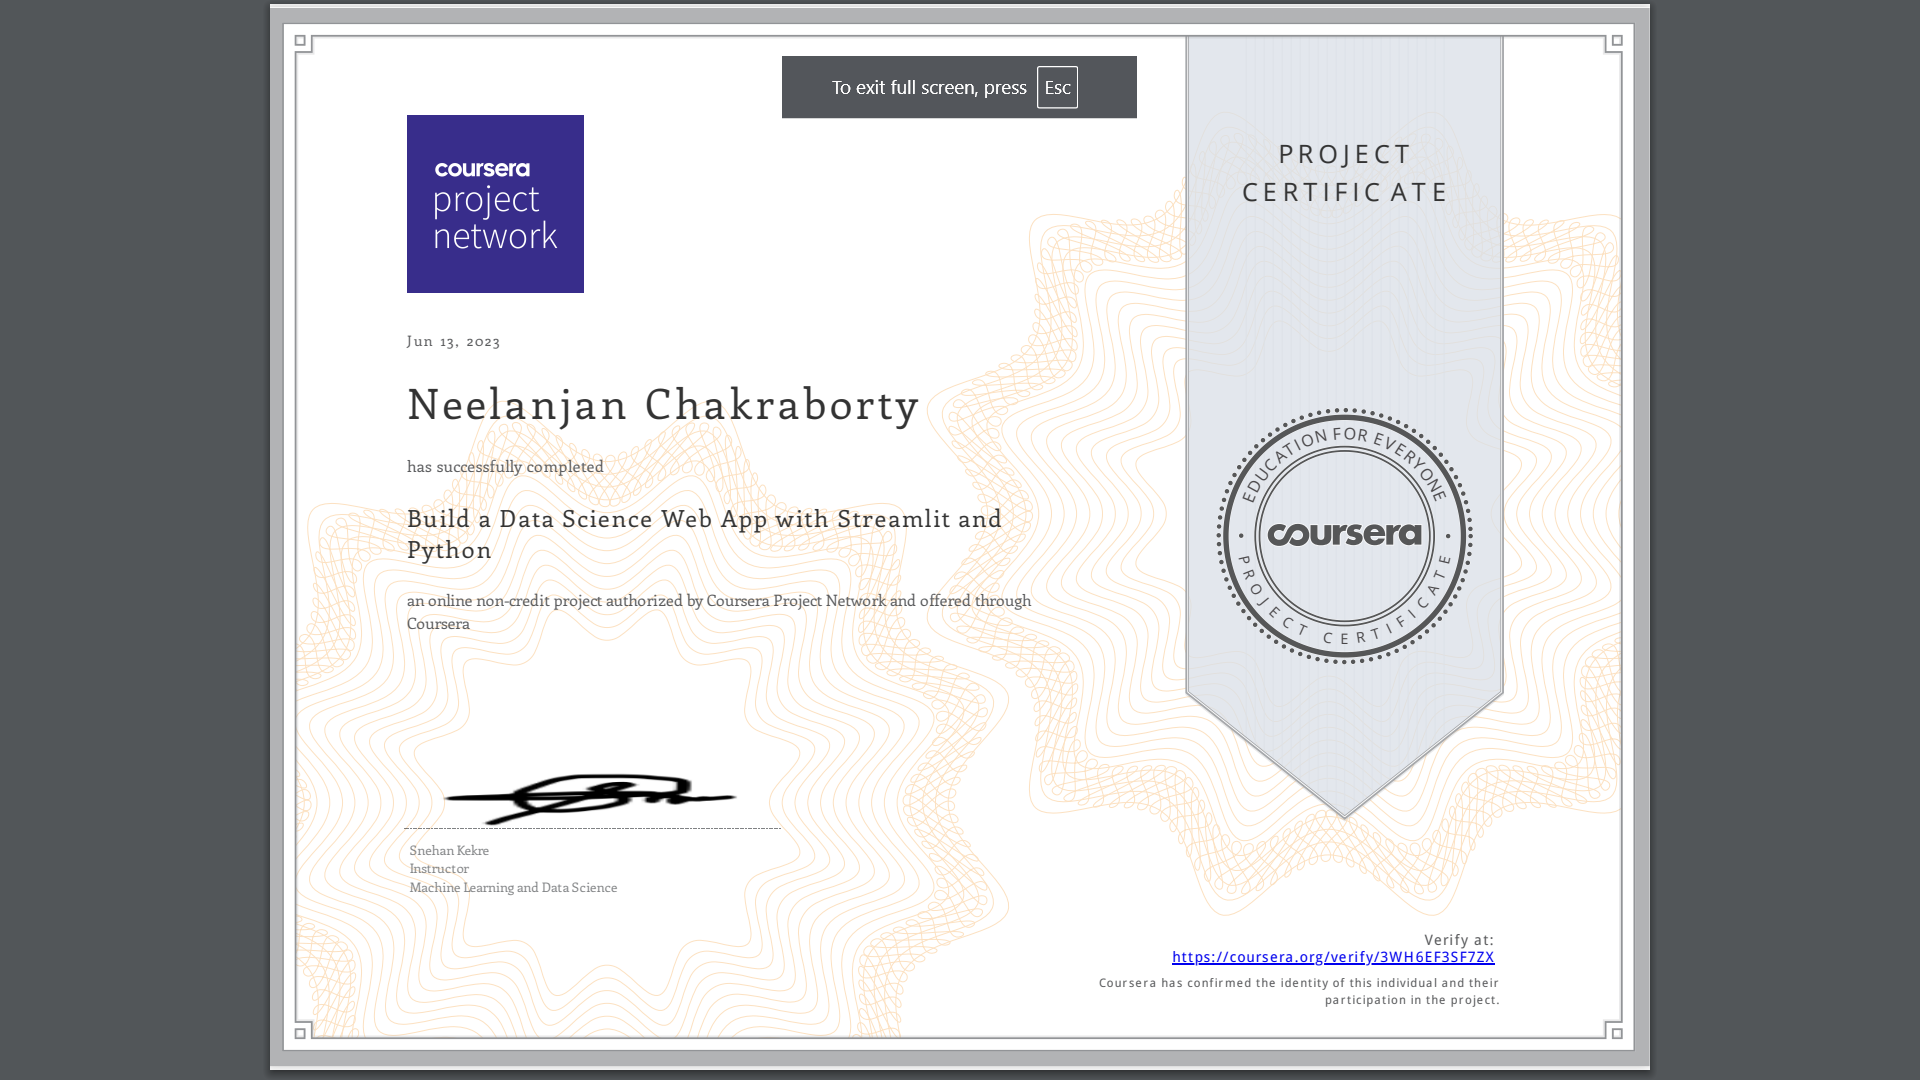 To exit full screen, press Esc
coursera
project
network
PROJECT
CERTIFICATE
Jun 13, 2023
Neelanjan Chakraborty
has successfully completed
Build a Data Science Web App with Streamlit and
Python
an online non-credit project authorized by Coursera Project Network and offered through
Coursera
EDUCATION FOR EVERYONE
coursera
PROJECT CERTIFICATE
Snehan Kekre
Instructor
Machine Learning and Data Science
Verify at:
https://coursera.org/verify/3WH6EF3SF7ZX
Coursera has confirmed the identity of this individual and their
participation in the project.